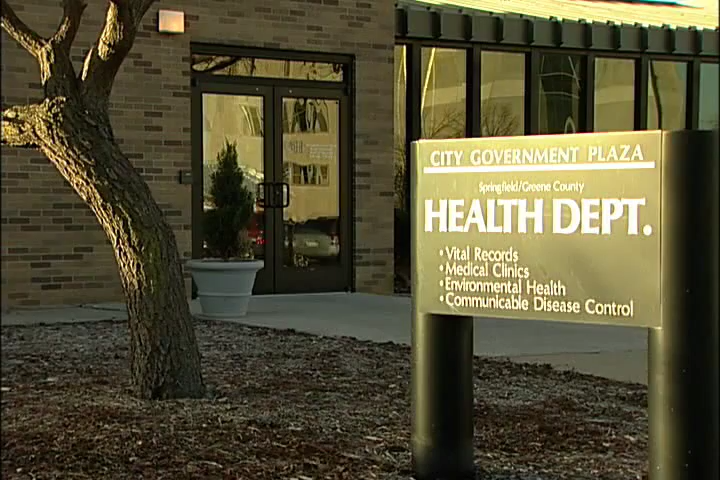 CITY GOVERNMENT PLAZA
Springfield/Greene County
HEALTH DEPT.
• Vital Records
• Medical Clinics
• Environmental Health
• Communicable Disease Control